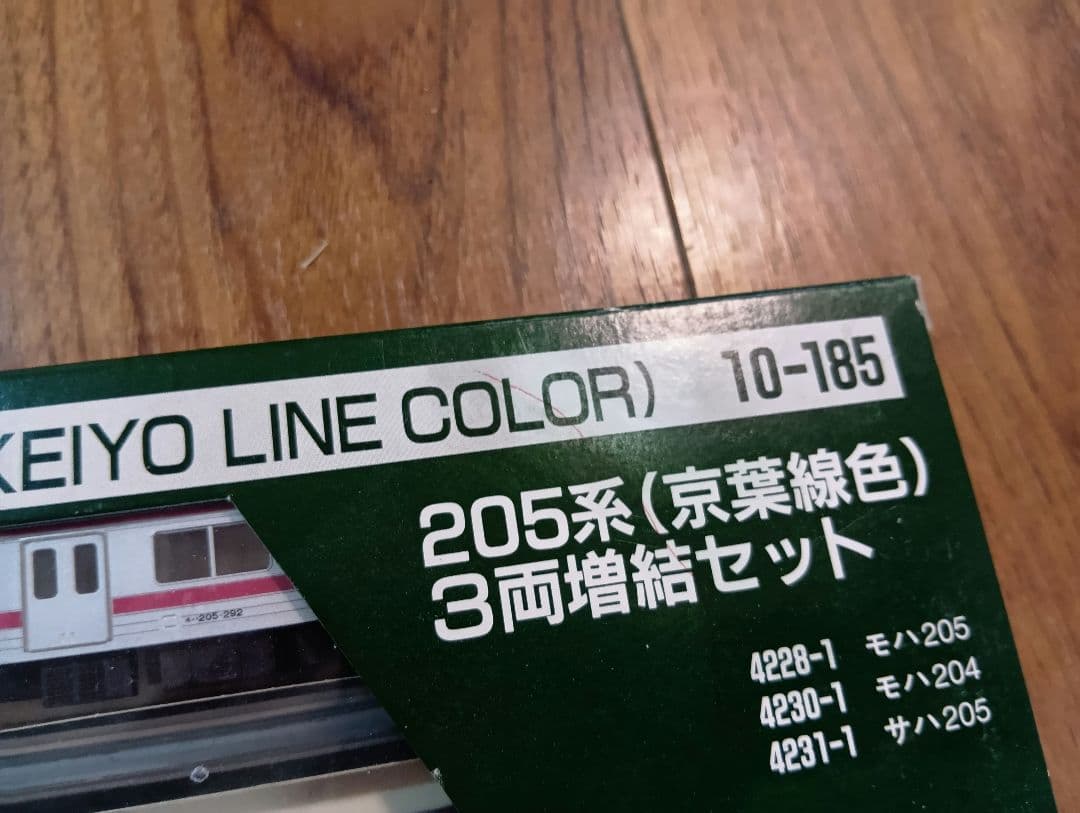 KEIYO LINE COLOR) 10-185
205系(京葉線色)
3両増結セット
4228-1 モハ205
4230-1 モハ204
4231-1 サハ205
205-292